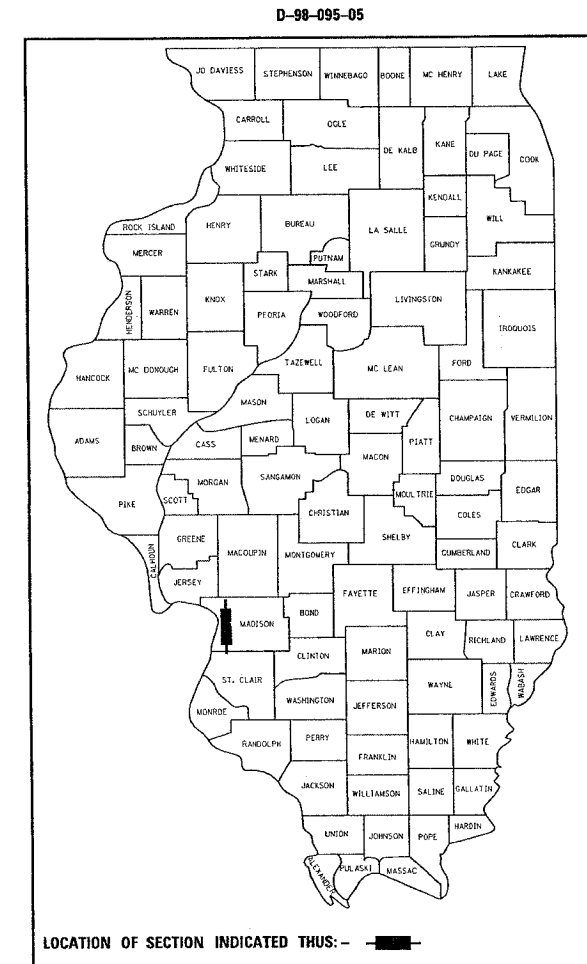 D-98-095-05
JO DAVIESS STEPHENSON WINNEBAGO BOONE MC HENRY LAKE
CARROLL OGLE
DE KALB KANE DU PAGE COOK
WHITESIDE LEE
KENDALL
ROCK ISLAND HENRY BUREAU LA SALLE GRUNDY WILL
MERCER PUTNAM
STARK MARSHALL KANKAKEE
HENDERSON WARREN KNOX PEORIA WOODFORD LIVINGSTON IROQUOIS
HANCOCK MC DONOUGH FULTON TAZEWELL MC LEAN FORD
MASON
SCHUYLER LOGAN DE WITT CHAMPAIGN VERMILION
ADAMS BROWN CASS MENARD MACON PIATT
PIKE SCOTT MORGAN SANGAMON MOULTRIE DOUGLAS EDGAR
CHRISTIAN COLES
GREENE MACOUPIN MONTGOMERY SHELBY CUMBERLAND CLARK
CALHOUN JERSEY
FAYETTE EFFINGHAM JASPER CRAWFORD
MADISON BOND
CLAY RICHLAND LAWRENCE
CLINTON MARION
ST. CLAIR WAYNE EDWARDS WABASH
WASHINGTON JEFFERSON
MONROE
RANDOLPH PERRY HAMILTON WHITE
FRANKLIN
JACKSON WILLIAMSON SALINE GALLATIN
UNION JOHNSON POPE HARDIN
ALEXANDER PULASKI MASSAC
LOCATION OF SECTION INDICATED THUS: -